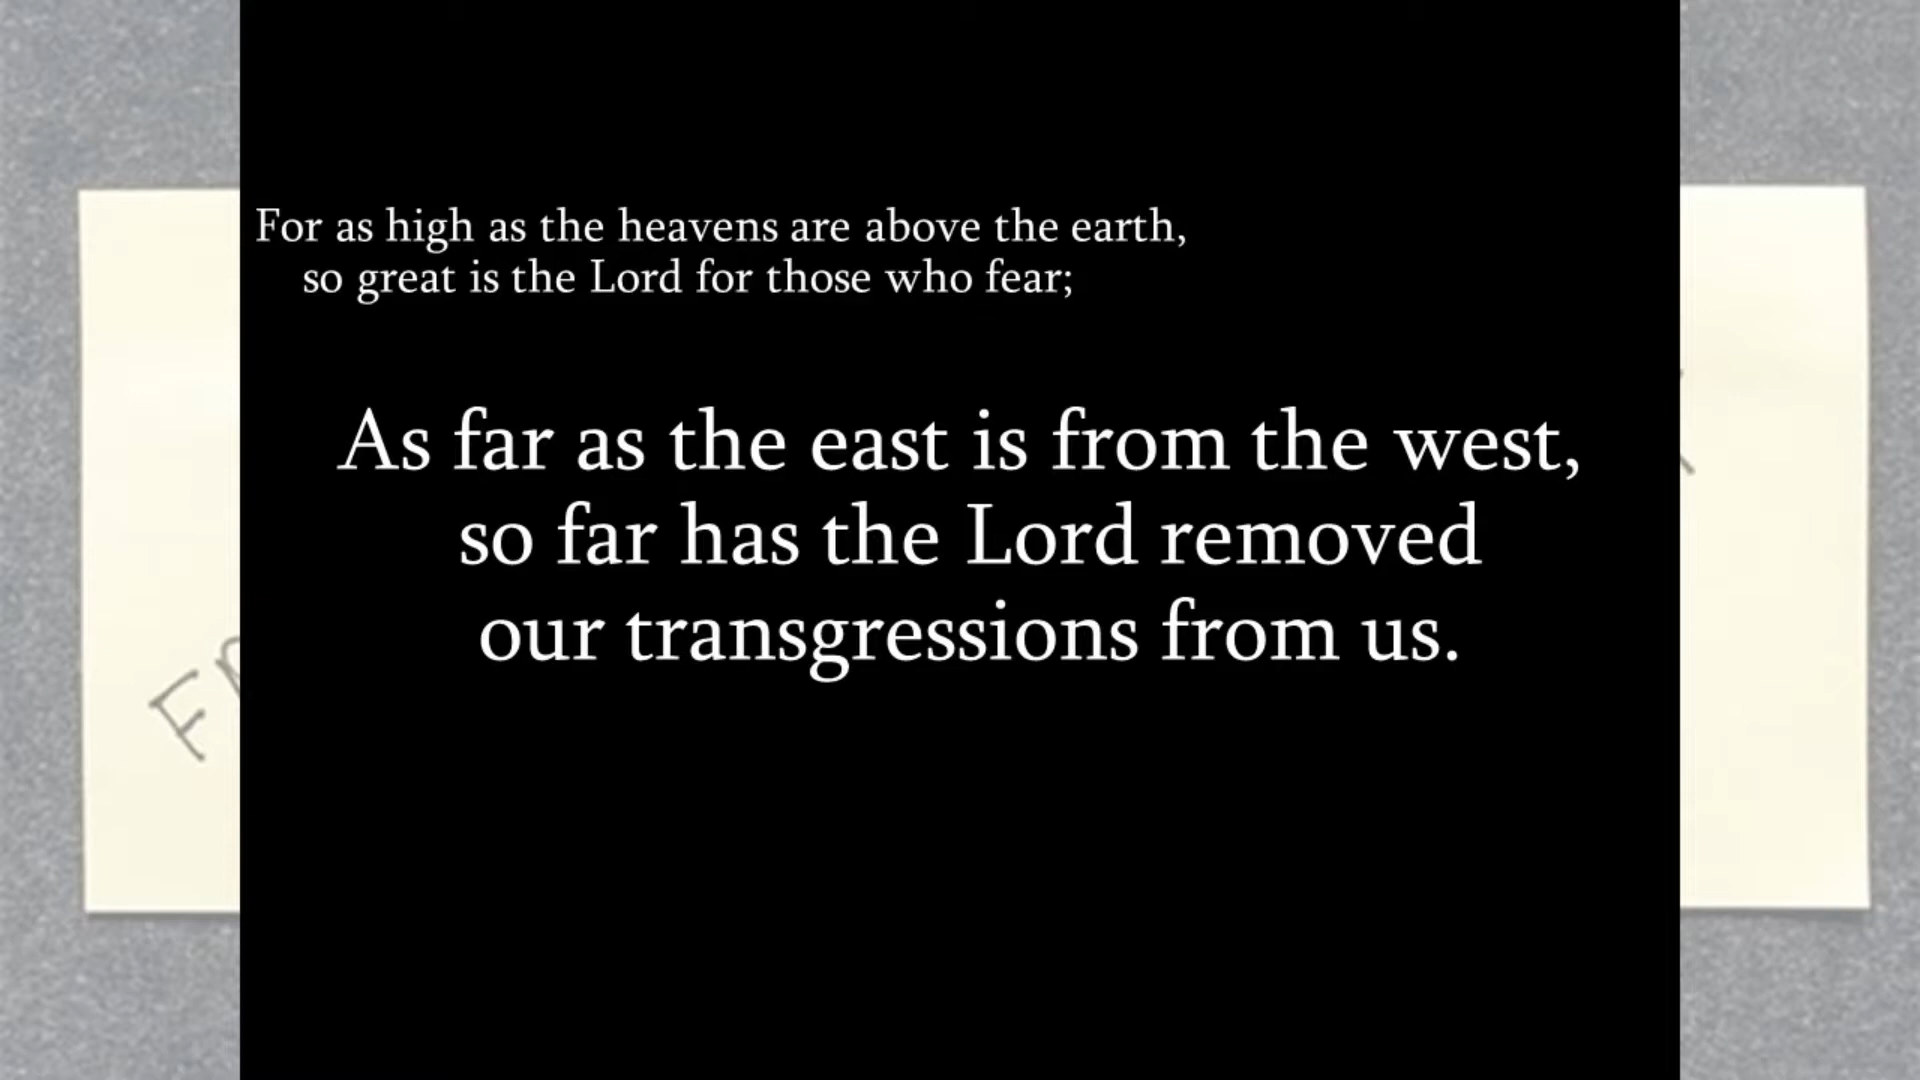 For as high as the heavens are above the earth,
so great is the Lord for those who fear;
As far as the east is from the west,
so far has the Lord removed
our transgressions from us.